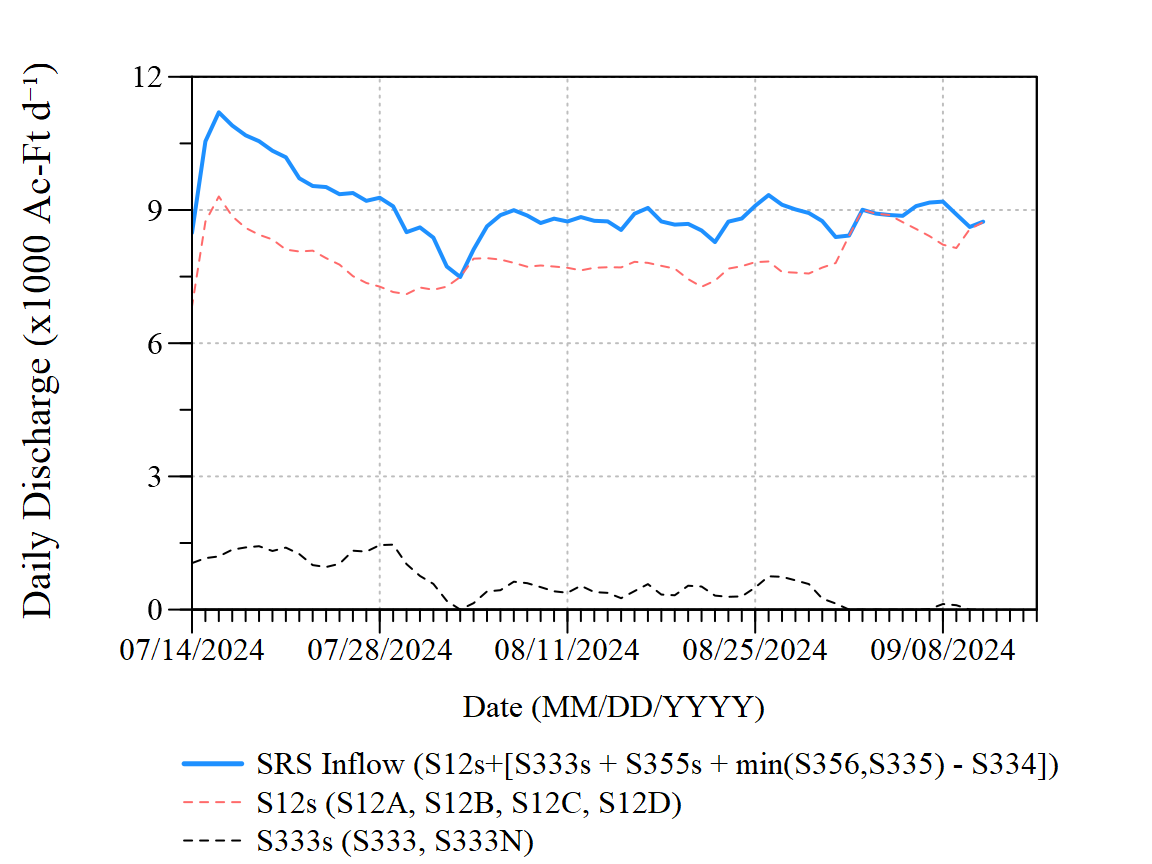 Daily Discharge (x1000 Ac-Ft d⁻¹)
12
9
6
3
0
07/14/2024 07/28/2024 08/11/2024 08/25/2024 09/08/2024
Date (MM/DD/YYYY)
SRS Inflow (S12s+[S333s + S355s + min(S356,S335) - S334])
S12s (S12A, S12B, S12C, S12D)
S333s (S333, S333N)